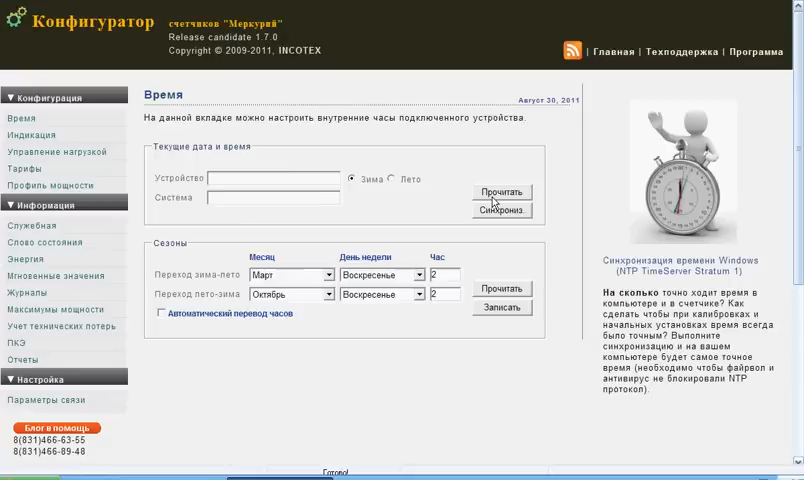 Конфигуратор
счетчиков "Меркурий"
Release candidate 1.7.0
Copyright © 2009-2011, INCOTEX
| Главная | Техподдержка | Программа
▼ Конфигурация
Время
Индикация
Управление нагрузкой
Тарифы
Профиль мощности
▼ Информация
Служебная
Слово состояния
Энергия
Мгновенные значения
Журналы
Максимумы мощности
Учет технических потерь
ПКЭ
Отчеты
▼ Настройка
Параметры связи
Блог в помощь
8(831)466-63-55
8(831)466-89-48
Время
Август 30, 2011
На данной вкладке можно настроить внутренние часы подключенного устройства.
Текущие дата и время
Устройство Зима Лето
Система
Прочитать
Синхрониз.
Сезоны
Месяц День недели Час
Переход зима-лето Март Воскресенье 2
Переход лето-зима Октябрь Воскресенье 2
Автоматический перевод часов
Прочитать
Записать
Синхронизация времени Windows
(NTP TimeServer Stratum 1)
На сколько точно ходит время в
компьютере и в счетчике? Как
сделать чтобы при калибровках и
начальных установках время всегда
было точным? Выполните
синхронизацию и на вашем
компьютере будет самое точное
время (необходимо чтобы файрвол и
антивирус не блокировали NTP
протокол).
Готово!